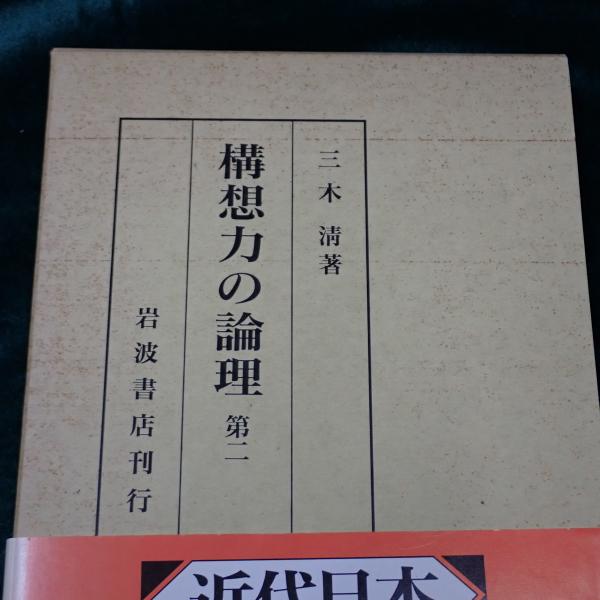 三木清著
構想力の論理 第二
岩波書店刊行
近代日本